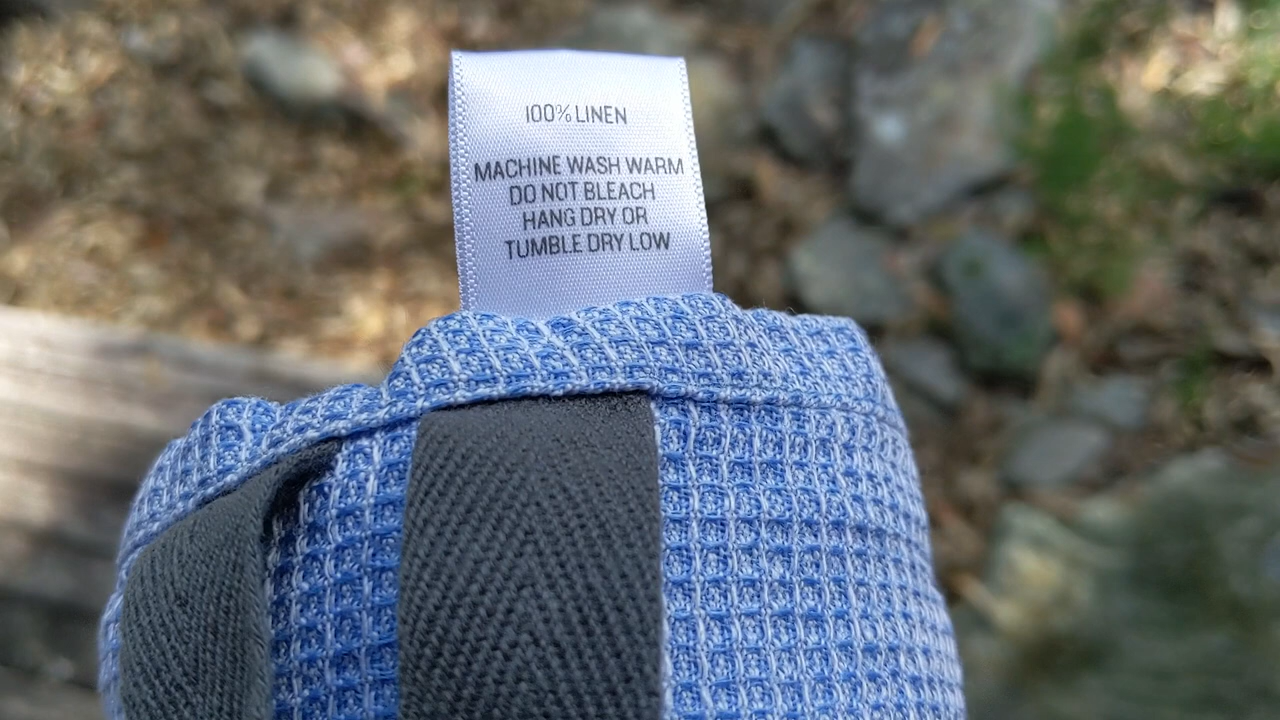 100% LINEN
MACHINE WASH WARM
DO NOT BLEACH
HANG DRY OR
TUMBLE DRY LOW